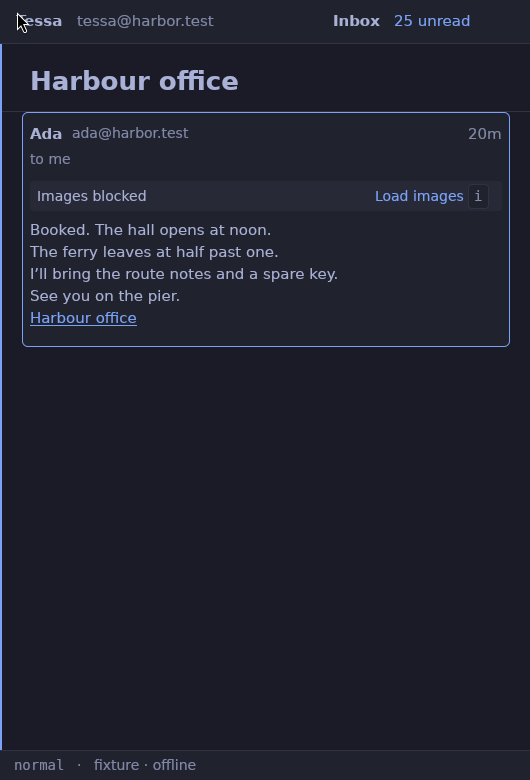 Tessa tessa@harbor.test Inbox 25 unread
Harbour office
Ada ada@harbor.test 20m
to me
Images blocked Load images i
Booked. The hall opens at noon.
The ferry leaves at half past one.
I’ll bring the route notes and a spare key.
See you on the pier.
Harbour office
normal · fixture · offline